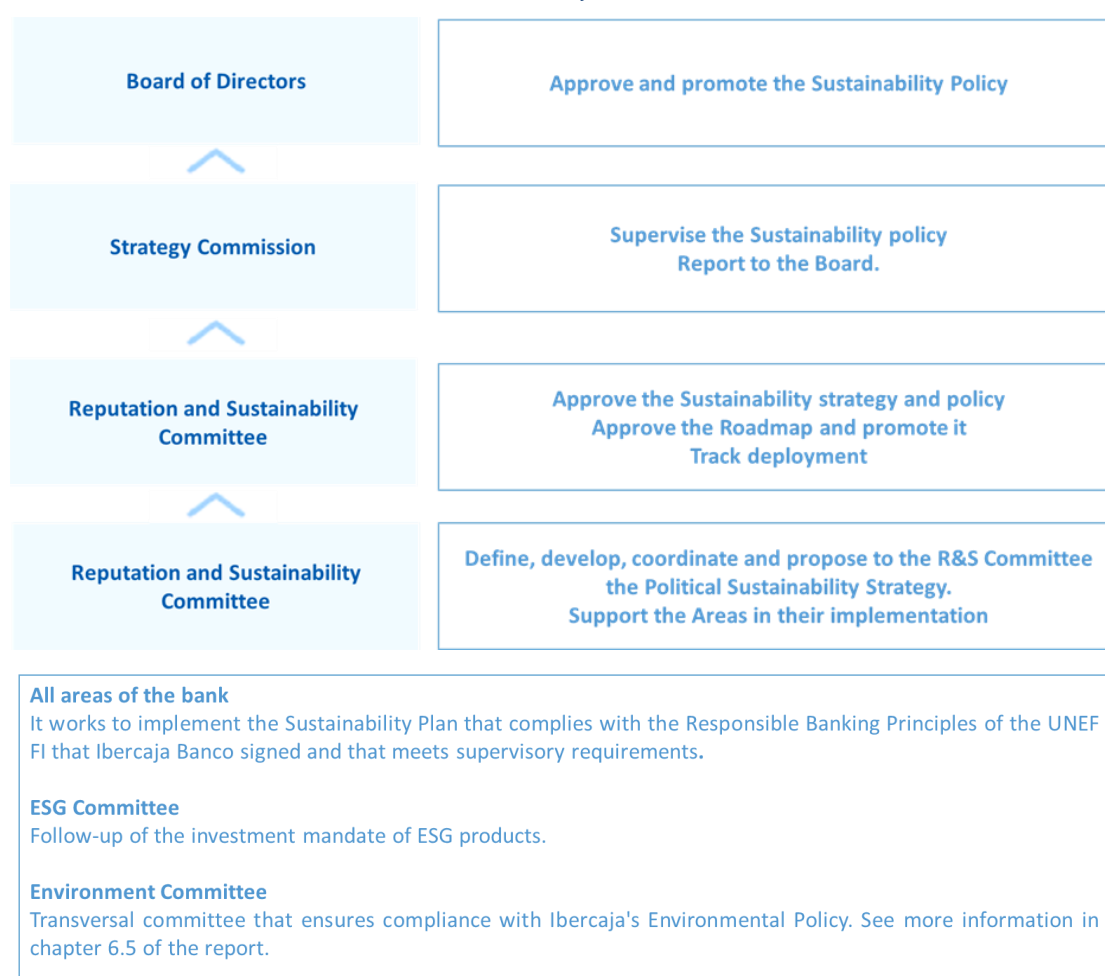 Board of Directors
Approve and promote the Sustainability Policy
Strategy Commission
Supervise the Sustainability policy
Report to the Board.
Reputation and Sustainability
Committee
Approve the Sustainability strategy and policy
Approve the Roadmap and promote it
Track deployment
Reputation and Sustainability
Committee
Define, develop, coordinate and propose to the R&S Committee
the Political Sustainability Strategy.
Support the Areas in their implementation
All areas of the bank
It works to implement the Sustainability Plan that complies with the Responsible Banking Principles of the UNEF
FI that Ibercaja Banco signed and that meets supervisory requirements.
ESG Committee
Follow-up of the investment mandate of ESG products.
Environment Committee
Transversal committee that ensures compliance with Ibercaja's Environmental Policy. See more information in
chapter 6.5 of the report.